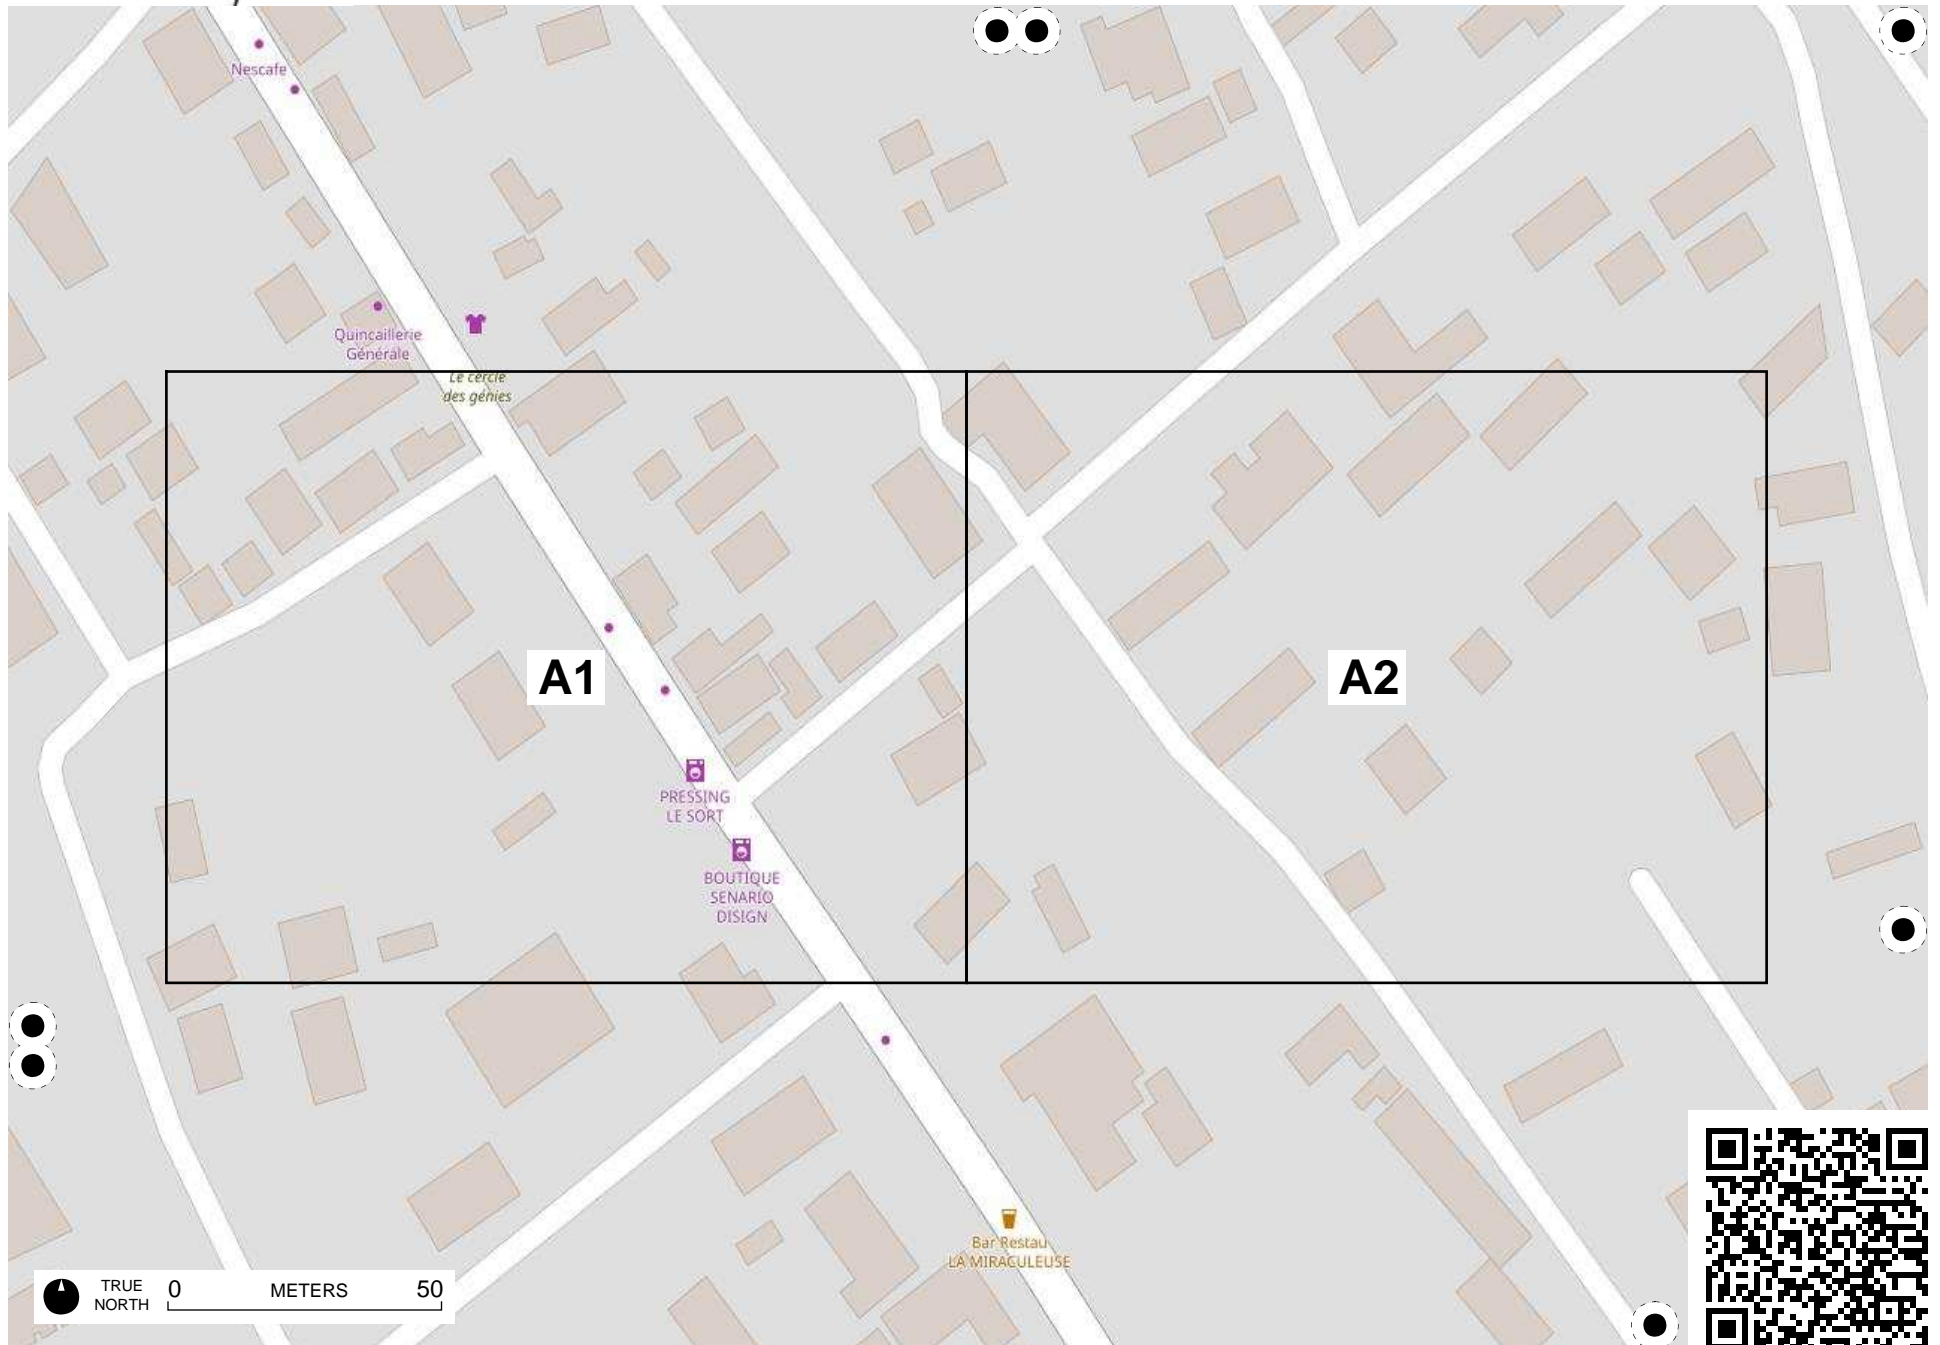 Nescafe
Quincaillerie
Générale
Le cercle
des génies
A1
A2
PRESSING
LE SORT
BOUTIQUE
SENARIO
DISIGN
Bar Restau
LA MIRACULEUSE
TRUE
NORTH
0 METERS 50